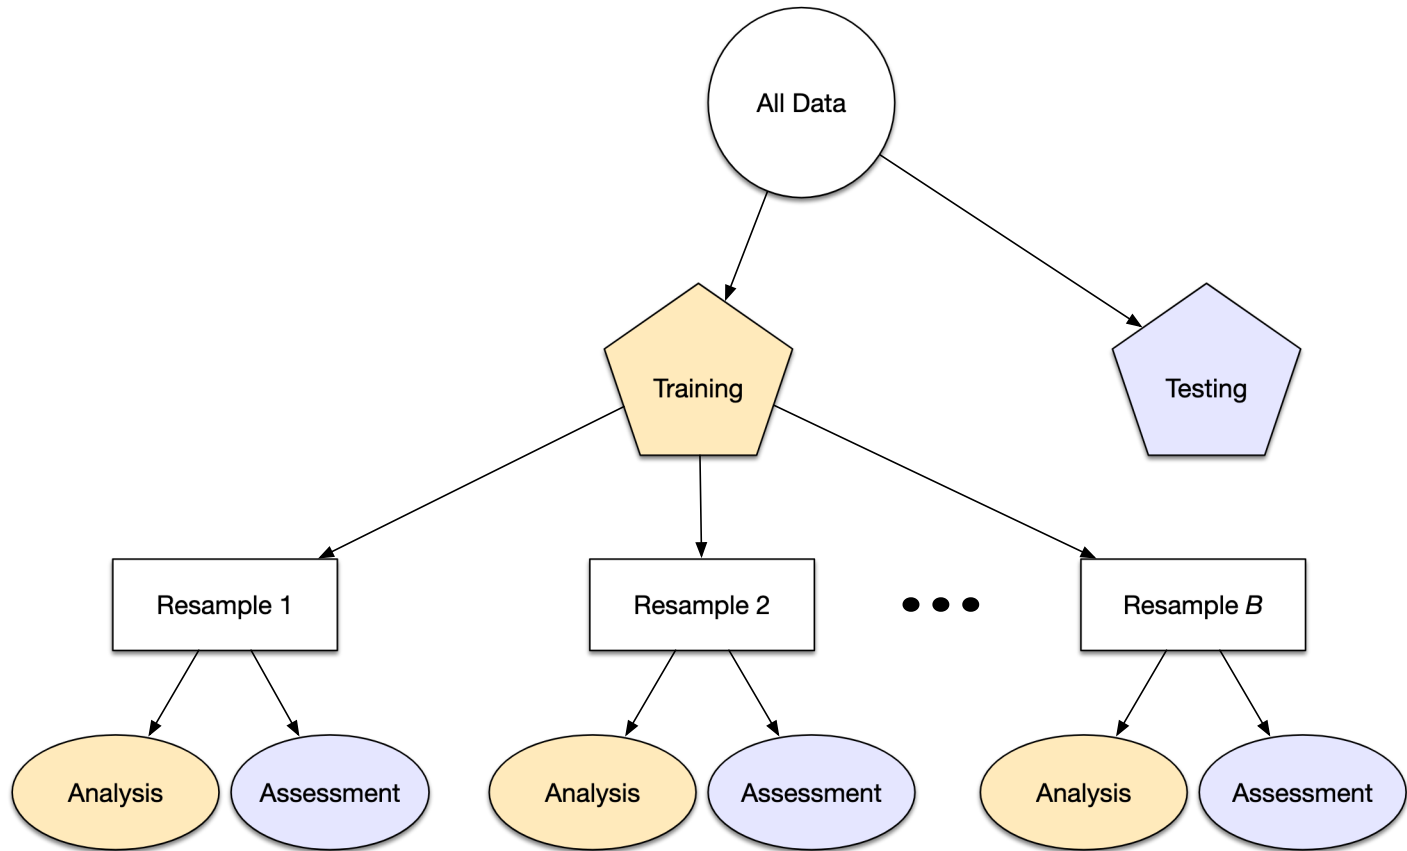 All Data
Training
Testing
Resample 1
Resample 2
Resample B
Analysis
Assessment
Analysis
Assessment
Analysis
Assessment